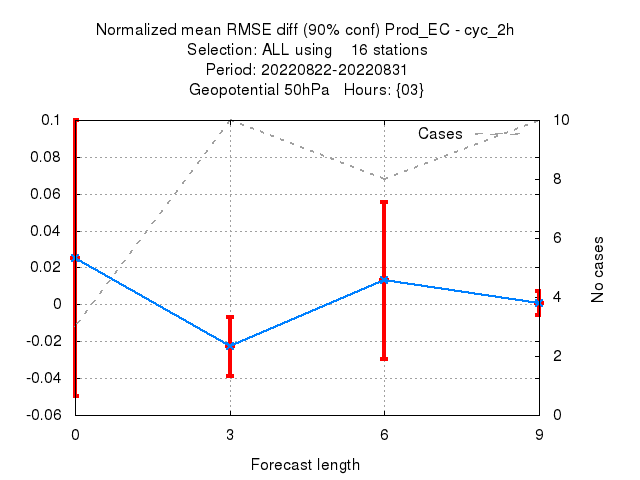 Normalized mean RMSE diff (90% conf) Prod_EC - cyc_2h
Selection: ALL using    16 stations
Period: 20220822-20220831
Geopotential 50hPa   Hours: {03}
0.1
0.08
0.06
0.04
0.02
0
-0.02
-0.04
-0.06
Cases
10
8
6
4
2
0
No cases
0 3 6 9
Forecast length